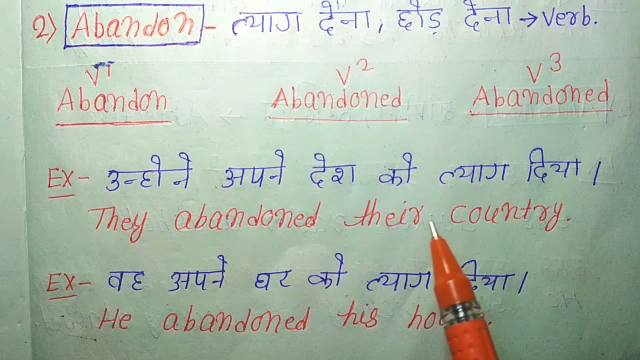 2) Abandon - त्याग देना, छोड़ देना → Verb.
V1 V2 V3
Abandon Abandoned Abandoned
Ex- उन्होने अपने देश को त्याग दिया।
They abandoned their country.
Ex- वह अपने घर को त्याग दिया।
He abandoned his